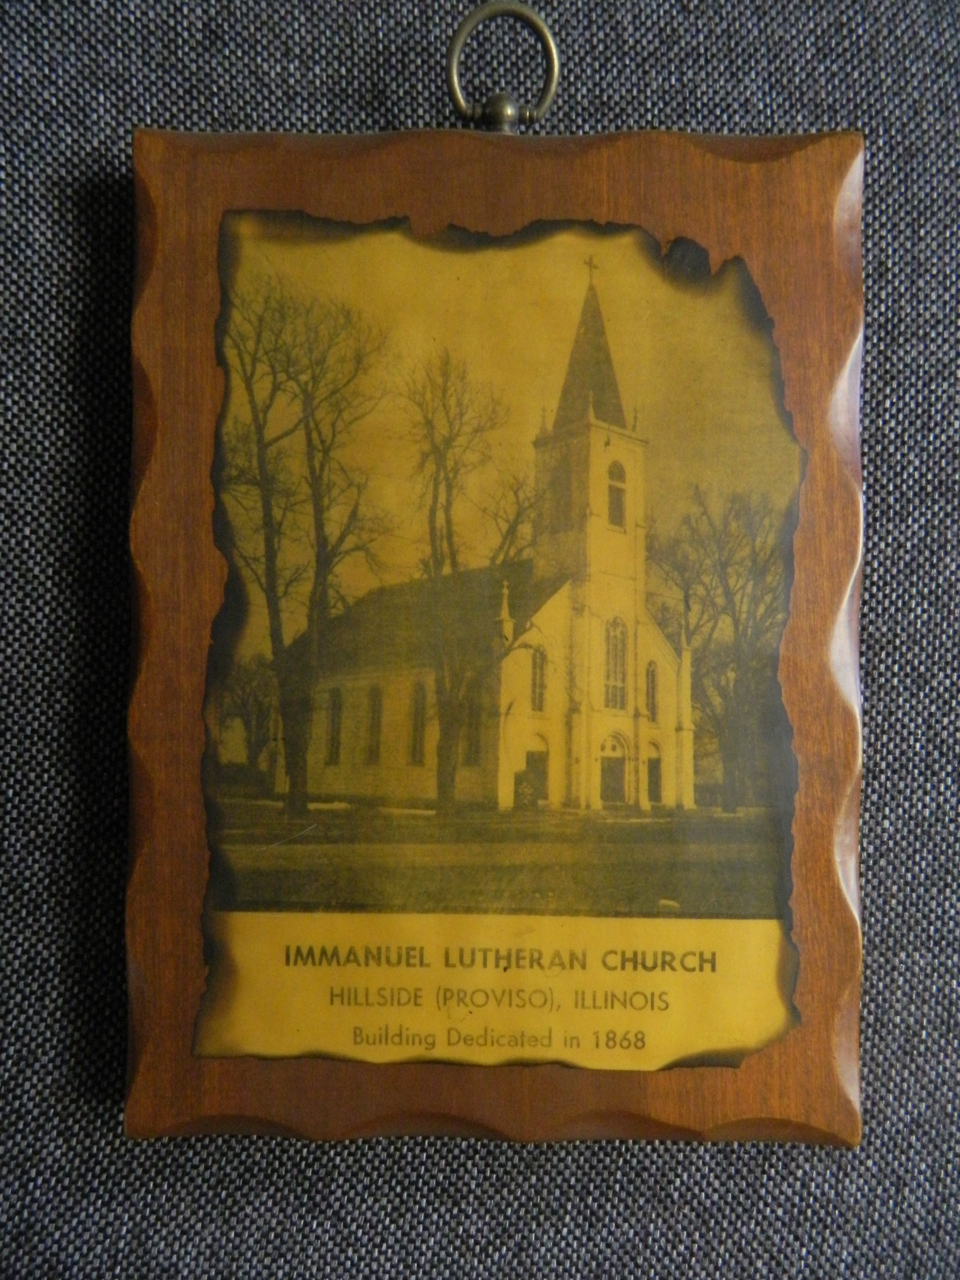 IMMANUEL LUTHERAN CHURCH
HILLSIDE (PROVISO), ILLINOIS
Building Dedicated in 1868